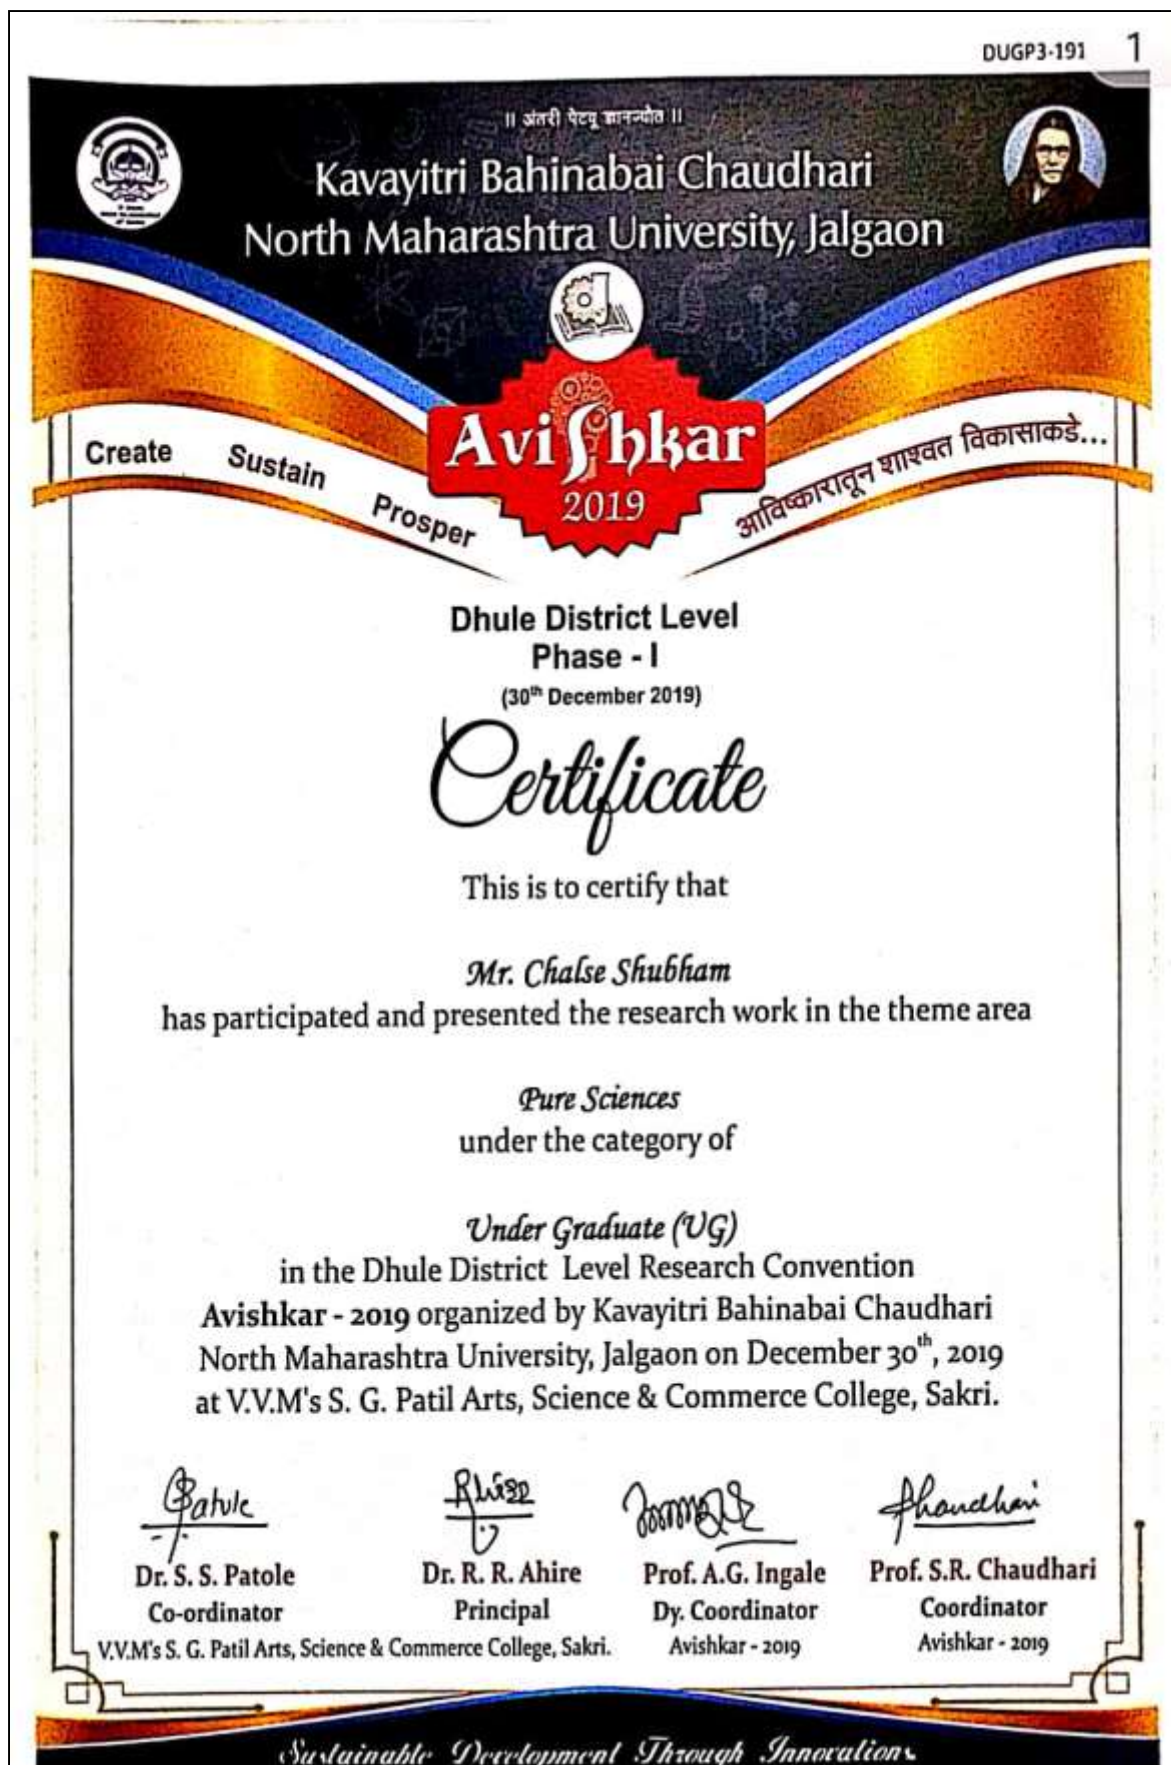 DUGP3-191 1
॥ अंतरी पेटवू ज्ञानज्योत ॥
Kavayitri Bahinabai Chaudhari
North Maharashtra University, Jalgaon
Avishkar
2019
Create Sustain Prosper
आविष्कारातून शाश्वत विकासाकडे...
Dhule District Level
Phase - I
(30th December 2019)
Certificate
This is to certify that
Mr. Chalse Shubham
has participated and presented the research work in the theme area
Pure Sciences
under the category of
Under Graduate (UG)
in the Dhule District Level Research Convention
Avishkar - 2019 organized by Kavayitri Bahinabai Chaudhari
North Maharashtra University, Jalgaon on December 30th, 2019
at V.V.M's S. G. Patil Arts, Science & Commerce College, Sakri.
Dr. S. S. Patole Dr. R. R. Ahire Prof. A.G. Ingale Prof. S.R. Chaudhari
Co-ordinator Principal Dy. Coordinator Coordinator
V.V.M's S. G. Patil Arts, Science & Commerce College, Sakri. Avishkar - 2019 Avishkar - 2019
Sustainable Development Through Innovations